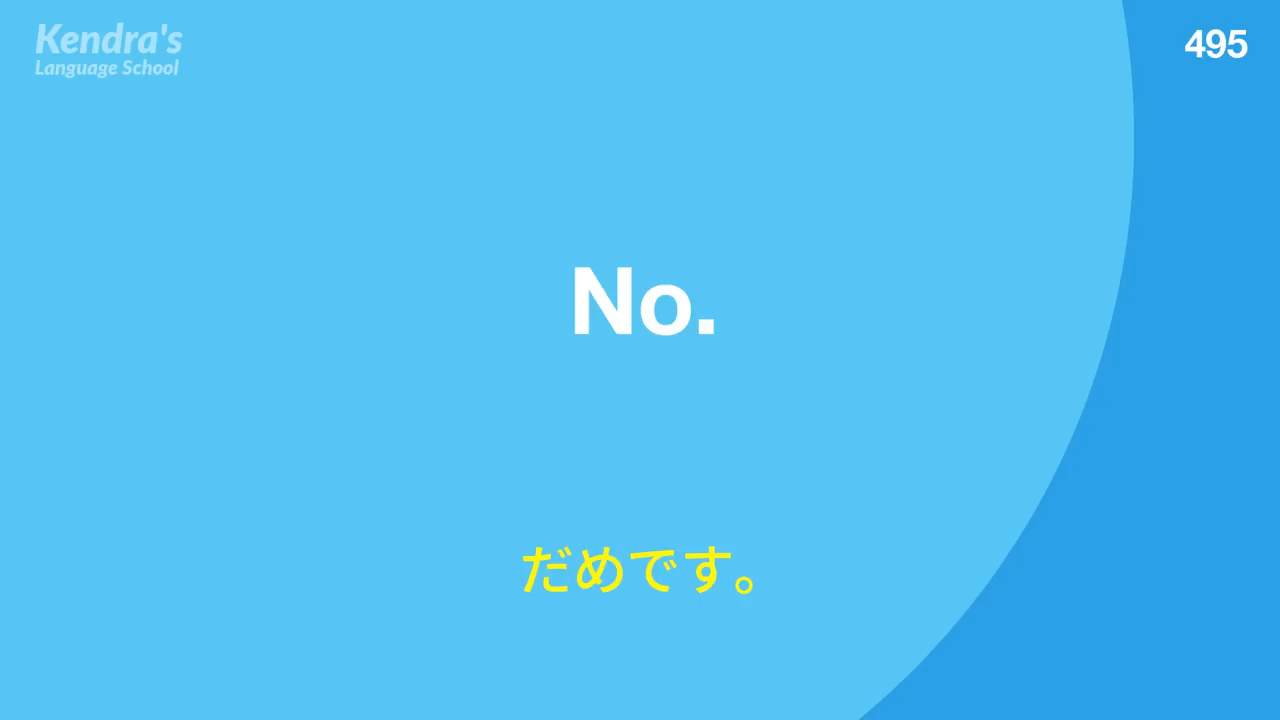 Kendra's
Language School
495
No.
だめです。